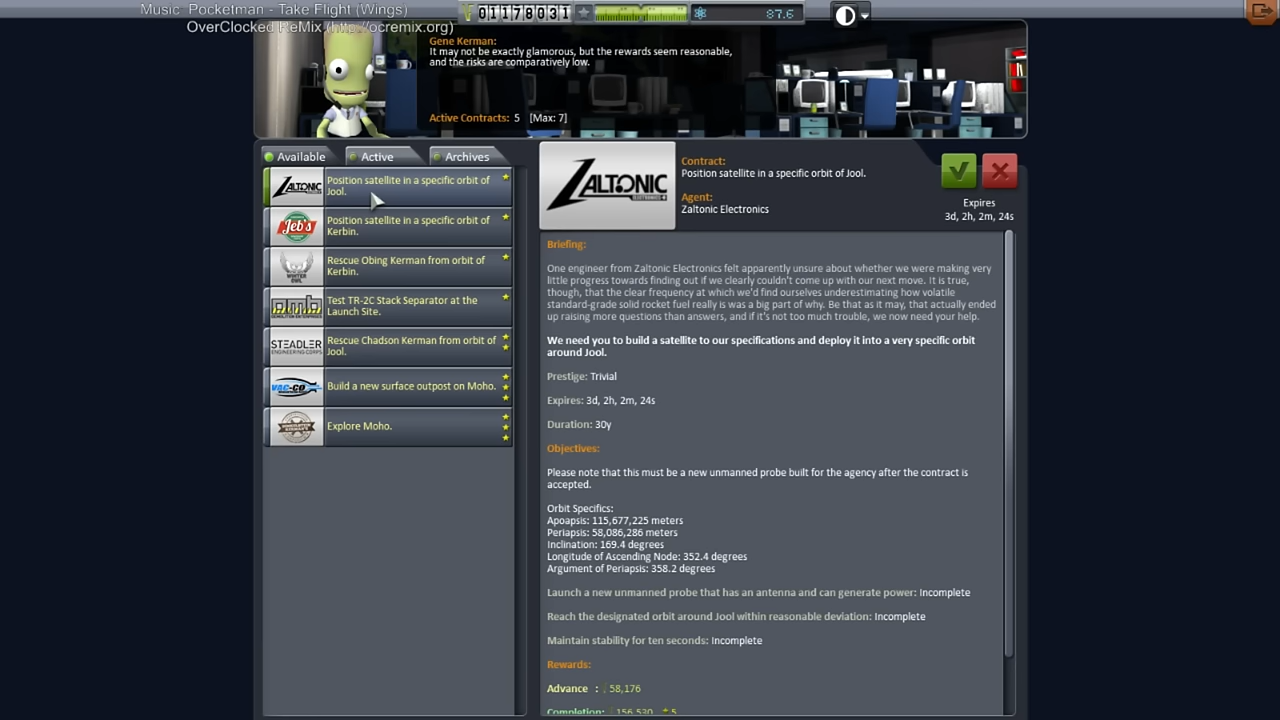 Music Pocketman - Take Flight (Wings)
OverClocked ReMix (http://ocremix.org)
01178031
87.6
Gene Kerman:
It may not be exactly glamorous, but the rewards seem reasonable,
and the risks are comparatively low.
Active Contracts: 5 [Max: 7]
Available
Active
Archives
ZALTONIC
Position satellite in a specific orbit of
Jool.
Jeb's
Position satellite in a specific orbit of
Kerbin.
WINTER
OWL
Rescue Obing Kerman from orbit of
Kerbin.
Test TR-2C Stack Separator at the
Launch Site.
STEADLER
ENGINEERING CORPS
Rescue Chadson Kerman from orbit of
Jool.
VAC-CO
Build a new surface outpost on Moho.
Explore Moho.
ZALTONIC
ELECTRONICS
Contract:
Position satellite in a specific orbit of Jool.
Agent:
Zaltonic Electronics
Expires
3d, 2h, 2m, 24s
Briefing:
One engineer from Zaltonic Electronics felt apparently unsure about whether we were making very
little progress towards finding out if we clearly couldn't come up with our next move. It is true,
though, that the clear frequency at which we'd find ourselves underestimating how volatile
standard-grade solid rocket fuel really is was a big part of why. Be that as it may, that actually ended
up raising more questions than answers, and if it's not too much trouble, we now need your help.
We need you to build a satellite to our specifications and deploy it into a very specific orbit
around Jool.
Prestige: Trivial
Expires: 3d, 2h, 2m, 24s
Duration: 30y
Objectives:
Please note that this must be a new unmanned probe built for the agency after the contract is
accepted.
Orbit Specifics:
Apoapsis: 115,677,225 meters
Periapsis: 58,086,286 meters
Inclination: 169.4 degrees
Longitude of Ascending Node: 352.4 degrees
Argument of Periapsis: 358.2 degrees
Launch a new unmanned probe that has an antenna and can generate power: Incomplete
Reach the designated orbit around Jool within reasonable deviation: Incomplete
Maintain stability for ten seconds: Incomplete
Rewards:
Advance : 58,176
Completion: 156,530 5